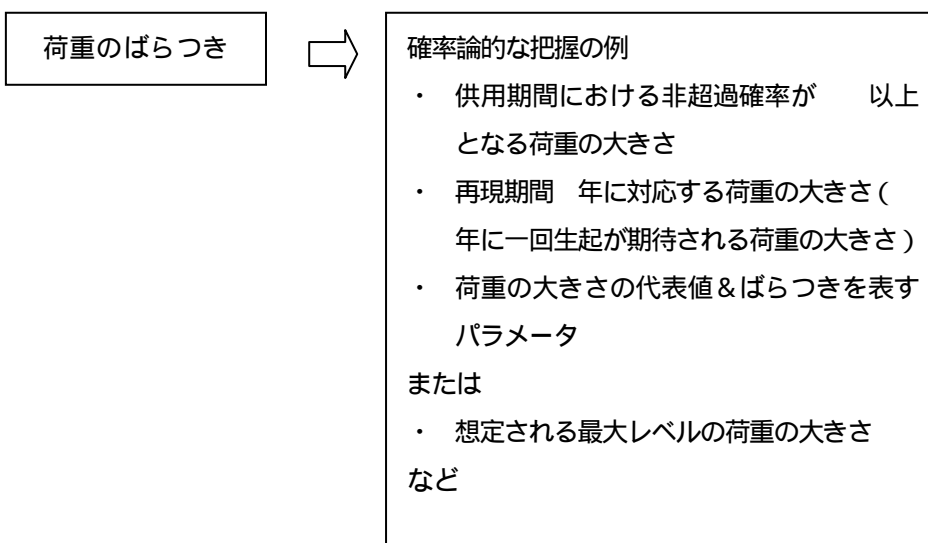 荷重のばらつき
確率論的な把握の例
・ 供用期間における非超過確率が　　以上
となる荷重の大きさ
・ 再現期間　年に対応する荷重の大きさ(
年に一回生起が期待される荷重の大きさ)
・ 荷重の大きさの代表値&ばらつきを表す
パラメータ
または
・ 想定される最大レベルの荷重の大きさ
など